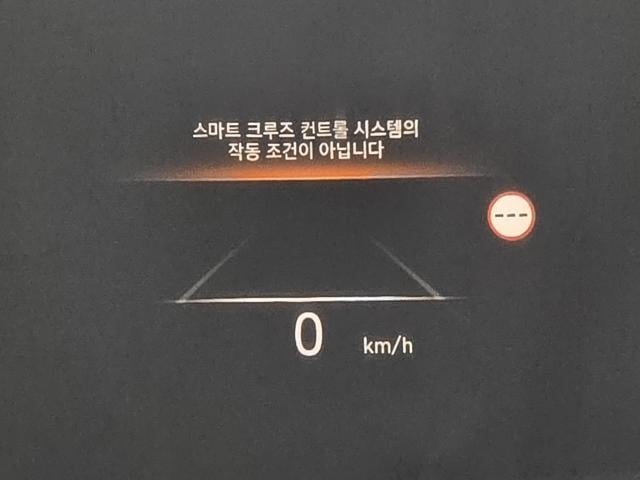 스마트 크루즈 컨트롤 시스템의
작동 조건이 아닙니다
---
0 km/h